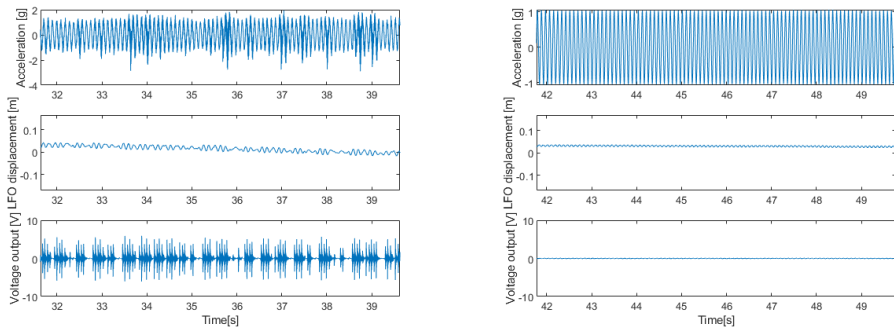 Acceleration [g]
2
0
-2
-4
32 33 34 35 36 37 38 39
LFO displacement [m]
0.1
0
-0.1
32 33 34 35 36 37 38 39
Voltage output [V]
10
0
-10
32 33 34 35 36 37 38 39
Time[s]
Acceleration [g]
1
0
-1
42 43 44 45 46 47 48 49
LFO displacement [m]
0.1
0
-0.1
42 43 44 45 46 47 48 49
Voltage output [V]
10
0
-10
42 43 44 45 46 47 48 49
Time[s]